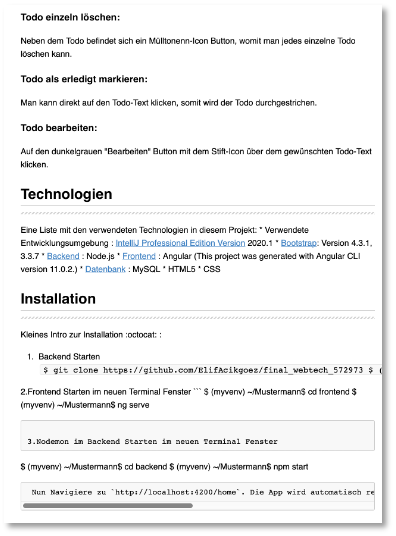 Todo einzeln löschen:
Neben dem Todo befindet sich ein Mülltonenn-Icon Button, womit man jedes einzelne Todo
löschen kann.
Todo als erledigt markieren:
Man kann direkt auf den Todo-Text klicken, somit wird der Todo durchgestrichen.
Todo bearbeiten:
Auf den dunkelgrauen "Bearbeiten" Button mit dem Stift-Icon über dem gewünschten Todo-Text
klicken.
Technologien
Eine Liste mit den verwendeten Technologien in diesem Projekt: * Verwendete
Entwicklungsumgebung : IntelliJ Professional Edition Version 2020.1 * Bootstrap: Version 4.3.1,
3.3.7 * Backend : Node.js * Frontend : Angular (This project was generated with Angular CLI
version 11.0.2.) * Datenbank : MySQL * HTML5 * CSS
Installation
Kleines Intro zur Installation :octocat: :
1. Backend Starten
$ git clone https://github.com/ElifAcikgoez/final_webtech_572973 $ (
2.Frontend Starten im neuen Terminal Fenster ``` $ (myvenv) ~/Mustermann$ cd frontend $
(myvenv) ~/Mustermann$ ng serve
3.Nodemon im Backend Starten im neuen Terminal Fenster
$ (myvenv) ~/Mustermann$ cd backend $ (myvenv) ~/Mustermann$ npm start
Nun Navigiere zu `http://localhost:4200/home`. Die App wird automatisch re